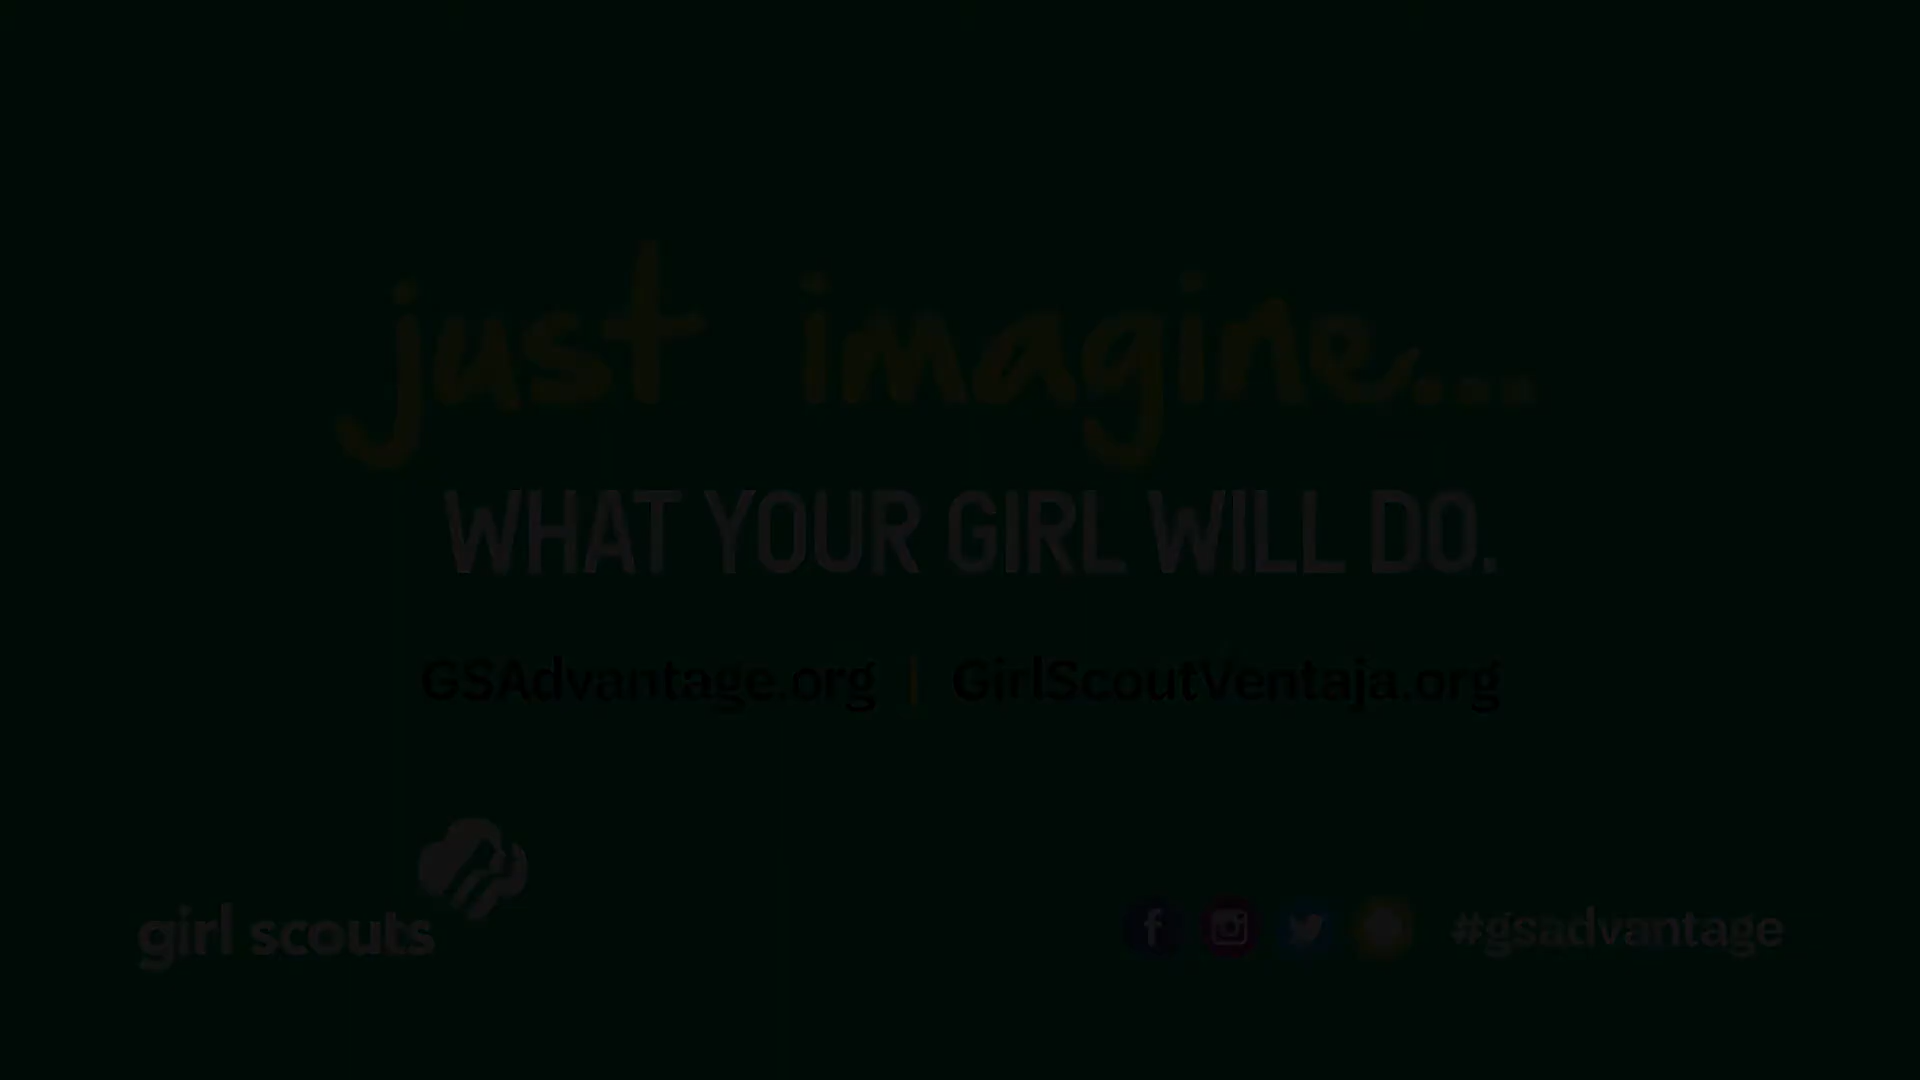 just imagine...
WHAT YOUR GIRL WILL DO.
GSAdvantage.org | GirlScoutVentaja.org
girl scouts
#gsadvantage